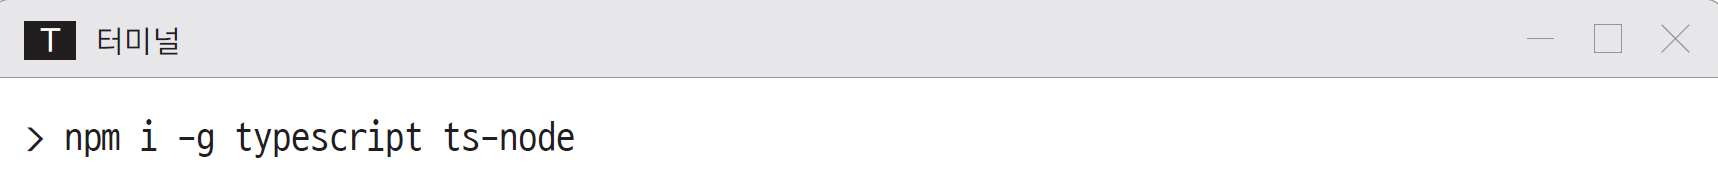 T 터미널
> npm i -g typescript ts-node